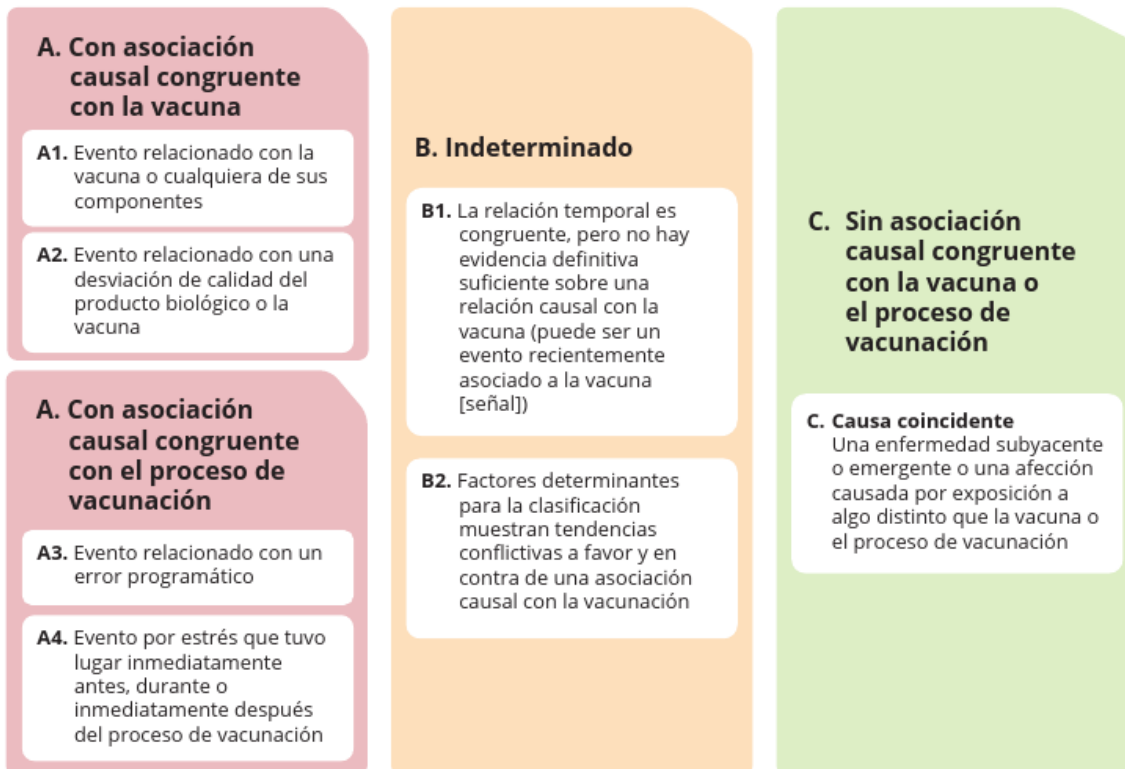 A. Con asociación
causal congruente
con la vacuna
A1. Evento relacionado con la
vacuna o cualquiera de sus
componentes
A2. Evento relacionado con una
desviación de calidad del
producto biológico o la
vacuna
A. Con asociación
causal congruente
con el proceso de
vacunación
A3. Evento relacionado con un
error programático
A4. Evento por estrés que tuvo
lugar inmediatamente
antes, durante o
inmediatamente después
del proceso de vacunación
B. Indeterminado
B1. La relación temporal es
congruente, pero no hay
evidencia definitiva
suficiente sobre una
relación causal con la
vacuna (puede ser un
evento recientemente
asociado a la vacuna
[señal])
B2. Factores determinantes
para la clasificación
muestran tendencias
conflictivas a favor y en
contra de una asociación
causal con la vacunación
C. Sin asociación
causal congruente
con la vacuna o
el proceso de
vacunación
C. Causa coincidente
Una enfermedad subyacente
o emergente o una afección
causada por exposición a
algo distinto que la vacuna o
el proceso de vacunación